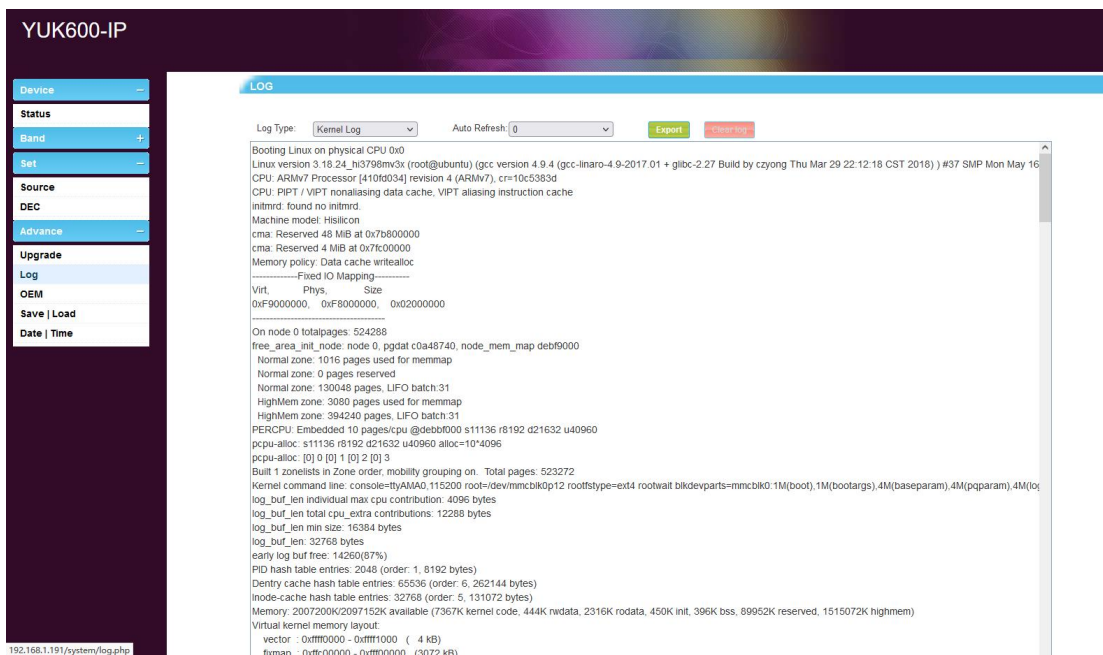 YUK600-IP
Device
Status
Band
Set
Source
DEC
Advance
Upgrade
Log
OEM
Save | Load
Date | Time
LOG
Log Type: Kernel Log Auto Refresh: 0 Export Clear log
Booting Linux on physical CPU 0x0
Linux version 3.18.24_hi3798mv3x (root@ubuntu) (gcc version 4.9.4 (gcc-linaro-4.9-2017.01 + glibc-2.27 Build by czyong Thu Mar 29 22:12:18 CST 2018) ) #37 SMP Mon May 16
CPU: ARMv7 Processor [410fd034] revision 4 (ARMv7), cr=10c5383d
CPU: PIPT / VIPT nonaliasing data cache, VIPT aliasing instruction cache
initmrd: found no initmrd.
Machine model: Hisilicon
cma: Reserved 48 MiB at 0x7b800000
cma: Reserved 4 MiB at 0x7fc00000
Memory policy: Data cache writealloc
-------------Fixed IO Mapping----------
Virt, Phys, Size
0xF9000000, 0xF8000000, 0x02000000
--------------------------------------
On node 0 totalpages: 524288
free_area_init_node: node 0, pgdat c0a48740, node_mem_map debf9000
Normal zone: 1016 pages used for memmap
Normal zone: 0 pages reserved
Normal zone: 130048 pages, LIFO batch:31
HighMem zone: 3080 pages used for memmap
HighMem zone: 394240 pages, LIFO batch:31
PERCPU: Embedded 10 pages/cpu @debbf000 s11136 r8192 d21632 u40960
pcpu-alloc: s11136 r8192 d21632 u40960 alloc=10*4096
pcpu-alloc: [0] 0 [0] 1 [0] 2 [0] 3
Built 1 zonelists in Zone order, mobility grouping on. Total pages: 523272
Kernel command line: console=ttyAMA0,115200 root=/dev/mmcblk0p12 rootfstype=ext4 rootwait blkdevparts=mmcblk0:1M(boot),1M(bootargs),4M(baseparam),4M(pqparam),4M(log
log_buf_len individual max cpu contribution: 4096 bytes
log_buf_len total cpu_extra contributions: 12288 bytes
log_buf_len min size: 16384 bytes
log_buf_len: 32768 bytes
early log buf free: 14260(87%)
PID hash table entries: 2048 (order: 1, 8192 bytes)
Dentry cache hash table entries: 65536 (order: 6, 262144 bytes)
Inode-cache hash table entries: 32768 (order: 5, 131072 bytes)
Memory: 2007200K/2097152K available (7367K kernel code, 444K rwdata, 2316K rodata, 450K init, 396K bss, 89952K reserved, 1515072K highmem)
Virtual kernel memory layout:
vector : 0xffff0000 - 0xffff1000 ( 4 kB)
fixmap : 0xffc00000 - 0xfff00000 (3072 kB)
192.168.1.191/system/log.php